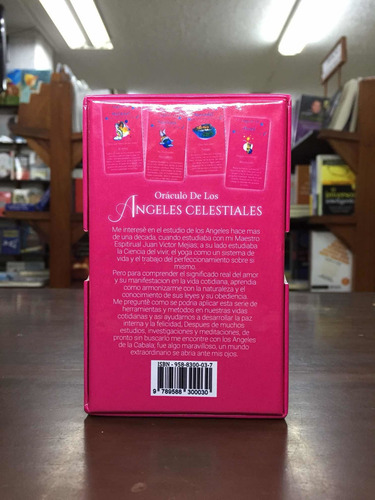 Oráculo De Los
ÁNGELES CELESTIALES
Me interesé en el estudio de los Angeles hace mas
de una década, cuando estudiaba con mi Maestro
Espiritual Juan Victor Mejias; a su lado estudiaba
la Ciencia del vivir, el yoga como un sistema de
vida y el trabajo del perfeccionamiento sobre si
mismo.
Pero para comprender el significado real del amor
y su manifestacion en la vida cotidiana, aprendia
como armonizarme con la naturaleza y el
conocimiento de sus leyes y su obediencia.
Me pregunté como se podria aplicar esta serie de
herramientas y metodos en nuestras vidas
cotidianas y asi ayudarnos a desarrollar la paz
interna y la felicidad, Despues de muchos
estudios, investigaciones y meditaciones, de
pronto sin buscarlo me encontre con los Angeles
de la Cabala, fue algo maravilloso, un mundo
extraordinario se abria ante mis ojos.
ISBN - 958-8300-03-7
9 789588 300030